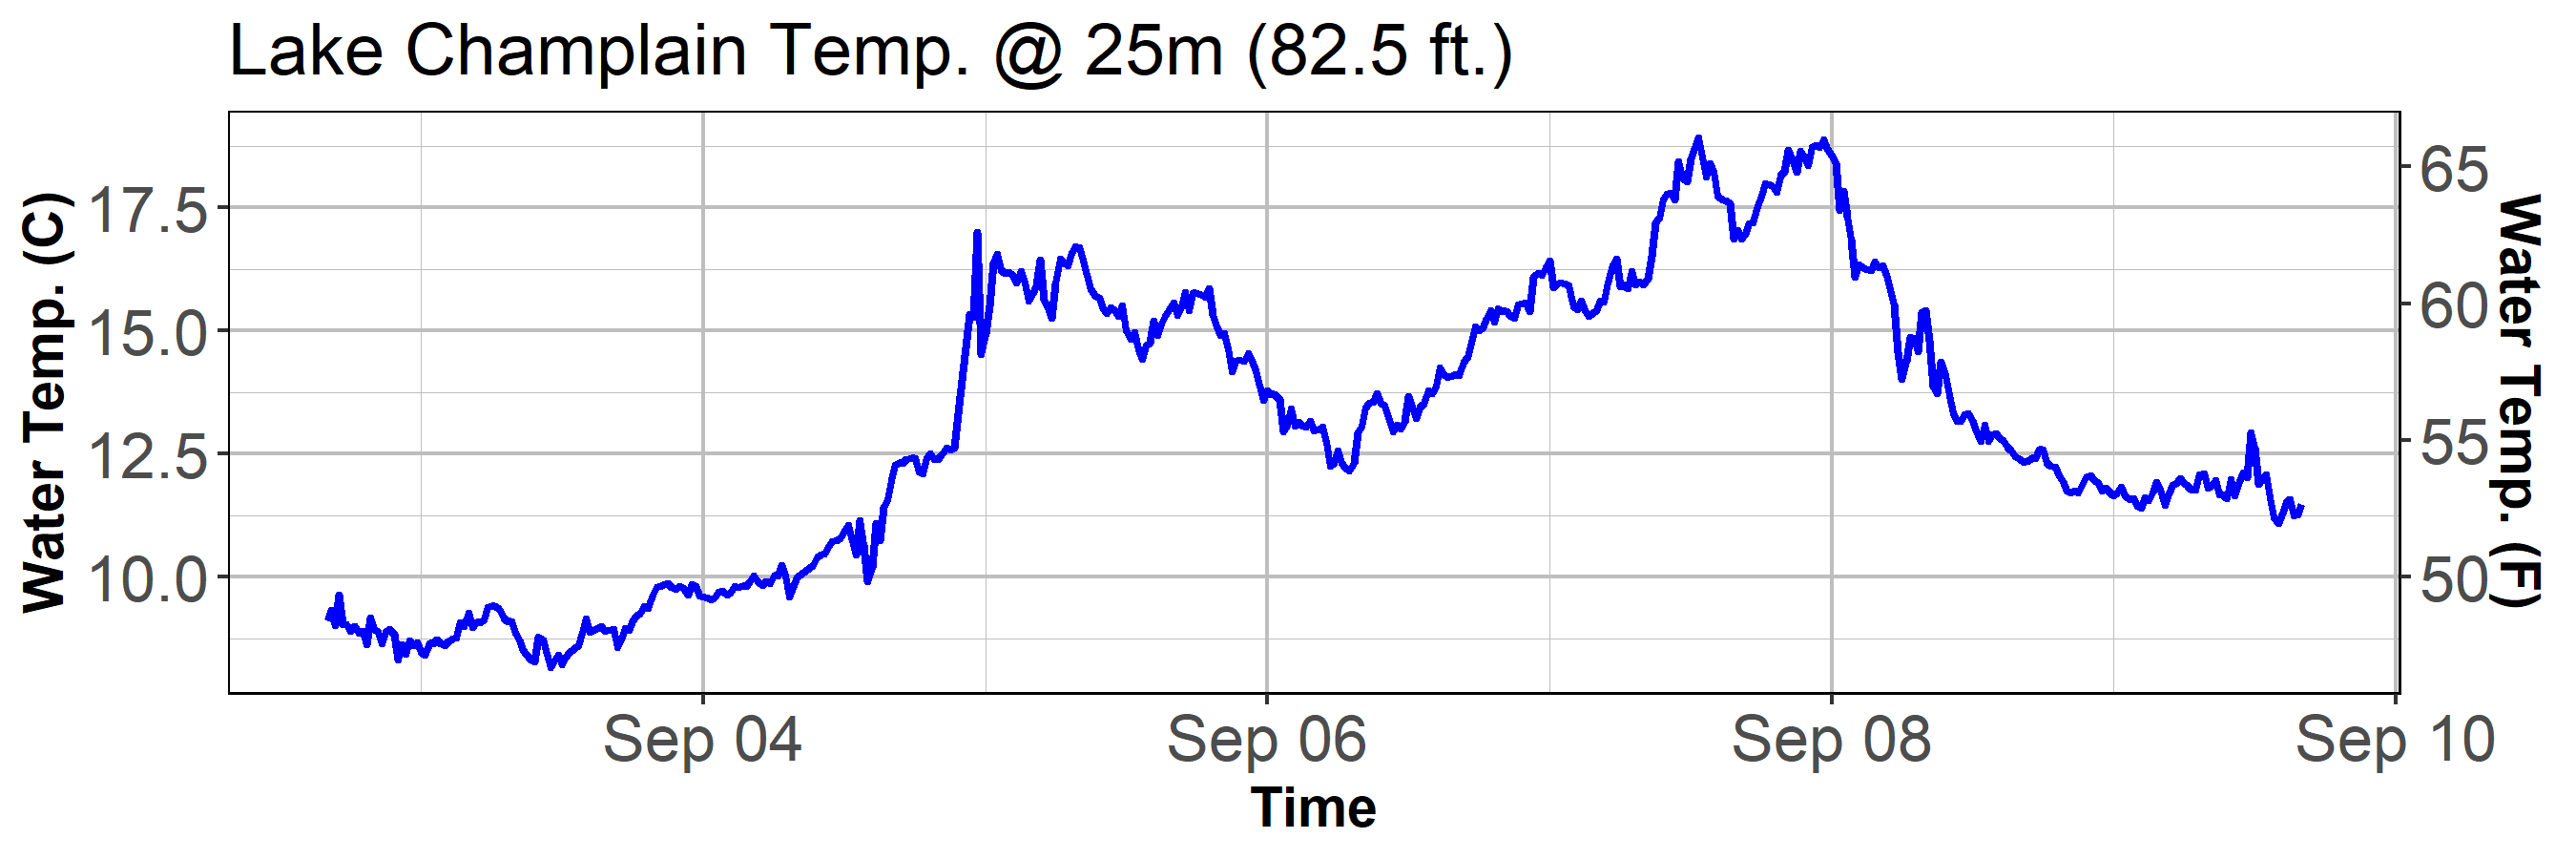 Lake Champlain Temp. @ 25m (82.5 ft.)
Water Temp. (C)
17.5
15.0
12.5
10.0
65
60
55
50
Water Temp. (F)
Sep 04
Sep 06
Sep 08
Sep 10
Time